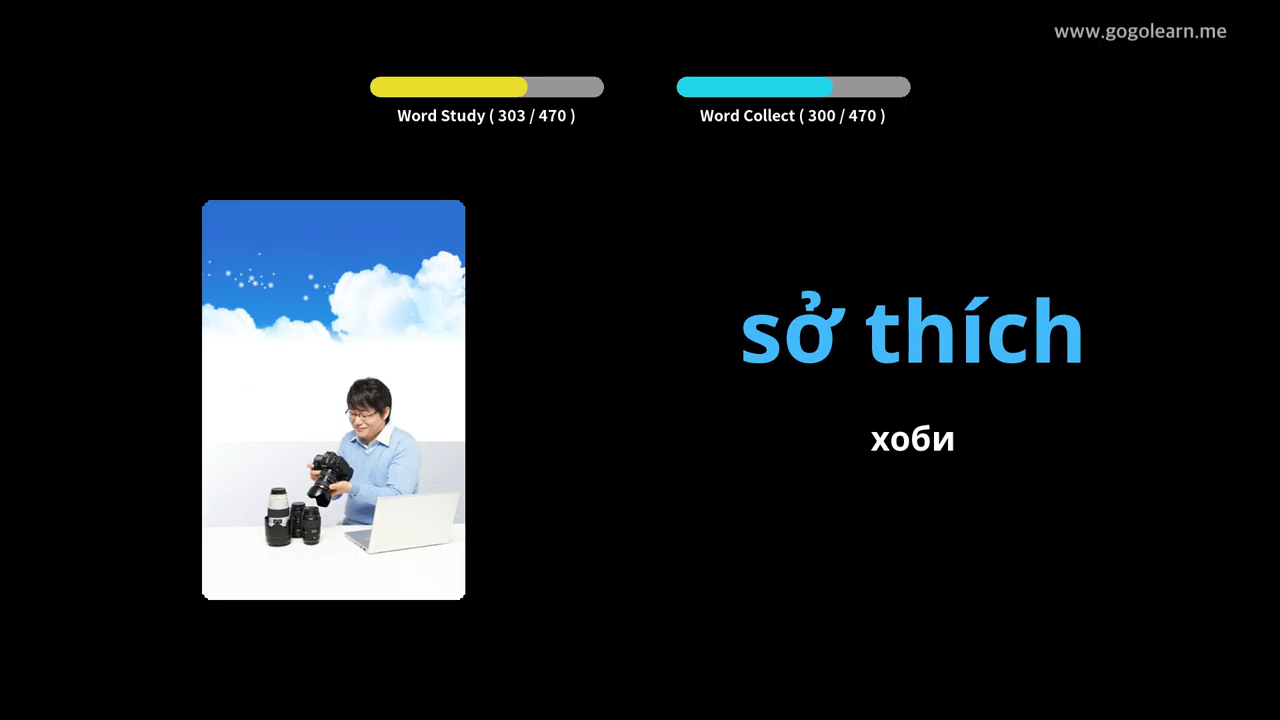 www.gogolearn.me
Word Study ( 303 / 470 )
Word Collect ( 300 / 470 )
sở thích
хоби